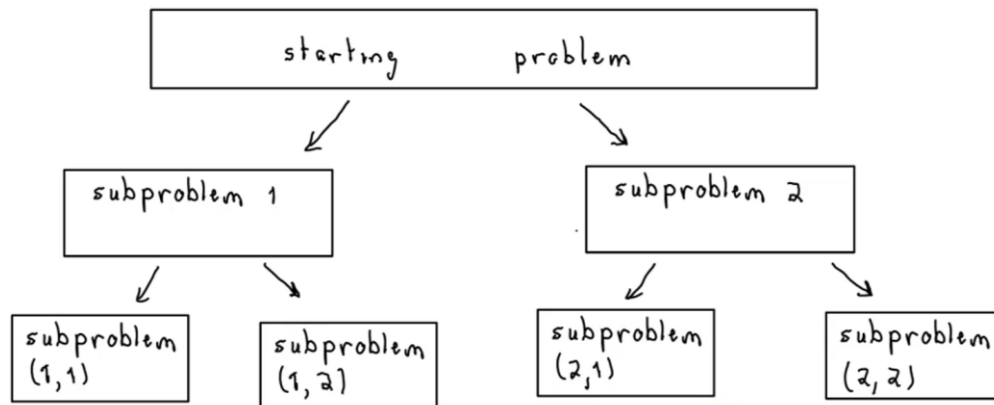 starting problem
subproblem 1
subproblem 2
subproblem
(1,1)
subproblem
(1,2)
subproblem
(2,1)
subproblem
(2,2)